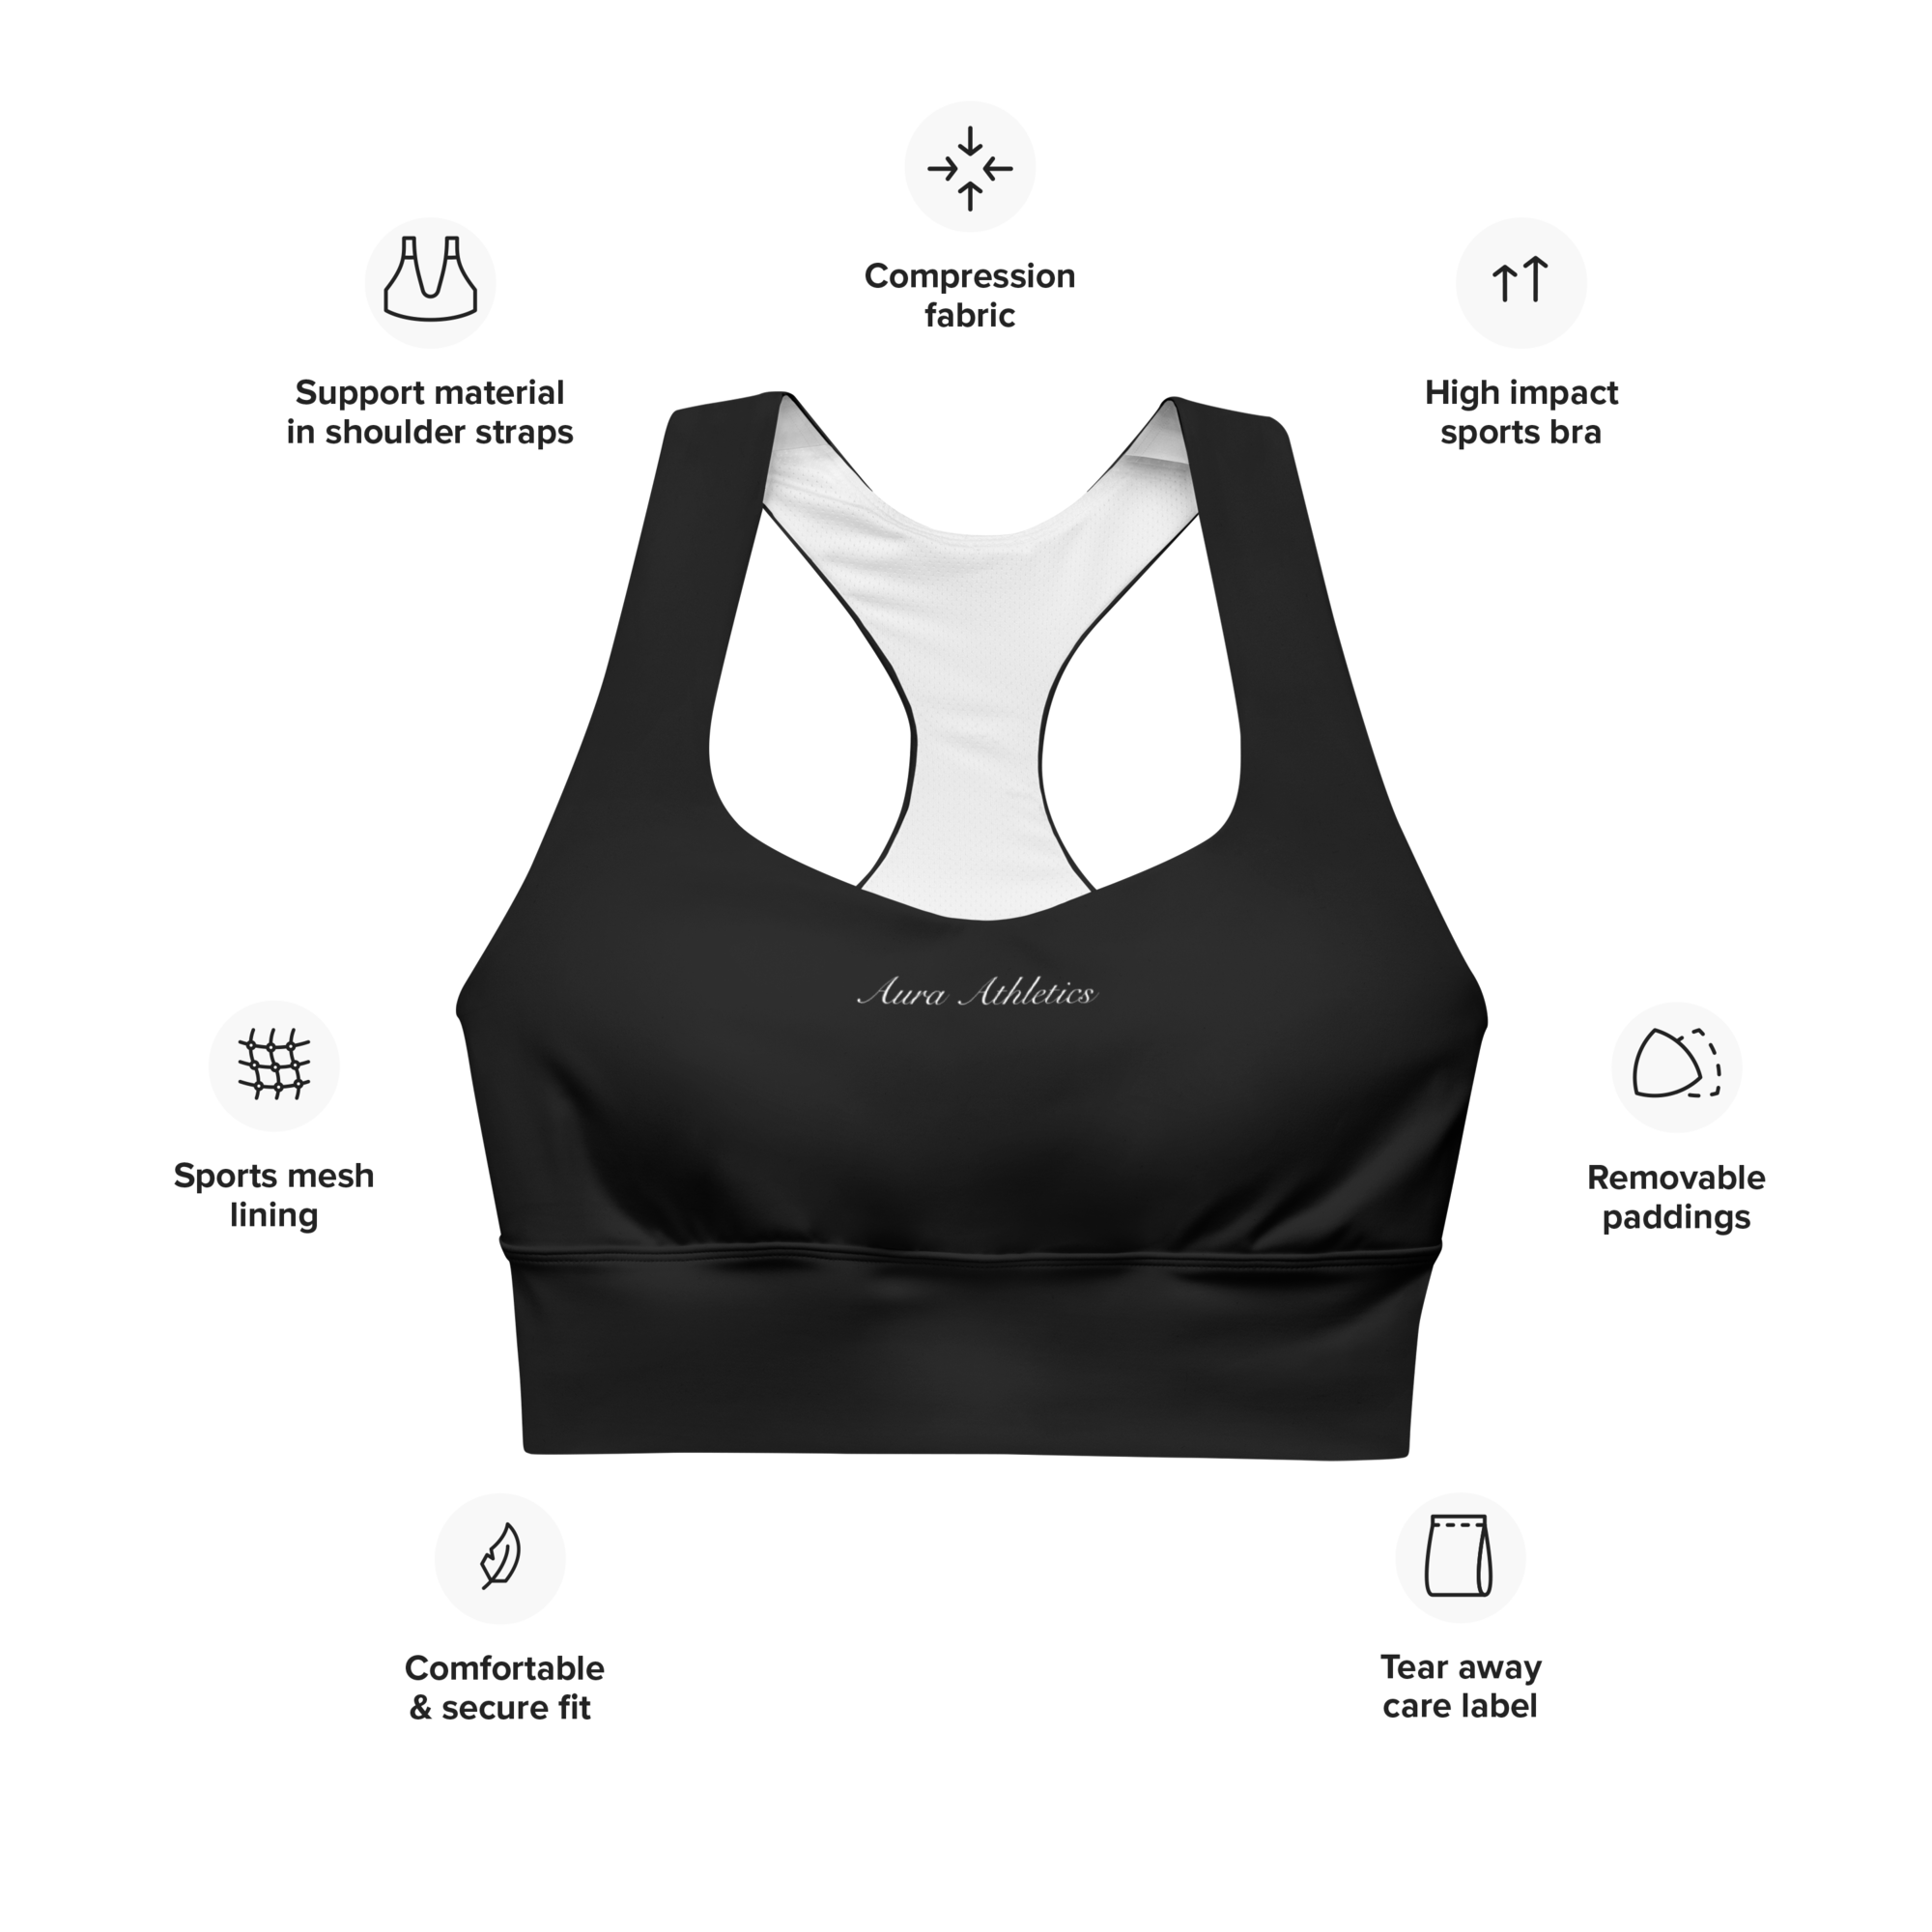 Compression
fabric
Support material
in shoulder straps
High impact
sports bra
Aura Athletics
Sports mesh
lining
Removable
paddings
Comfortable
& secure fit
Tear away
care label